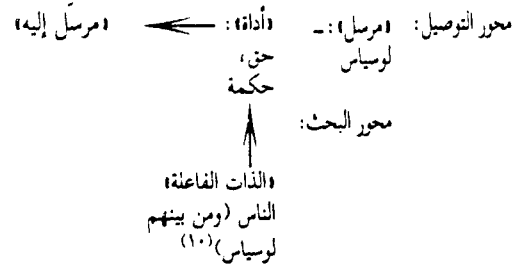 محور التوصيل: «مرسل»: – «أداة»: «مرسَل إليه»
لوسياس حق،
حكمة
محور البحث:
«الذات الفاعلة»
الناس (ومن بينهم
لوسياس)(١٠)